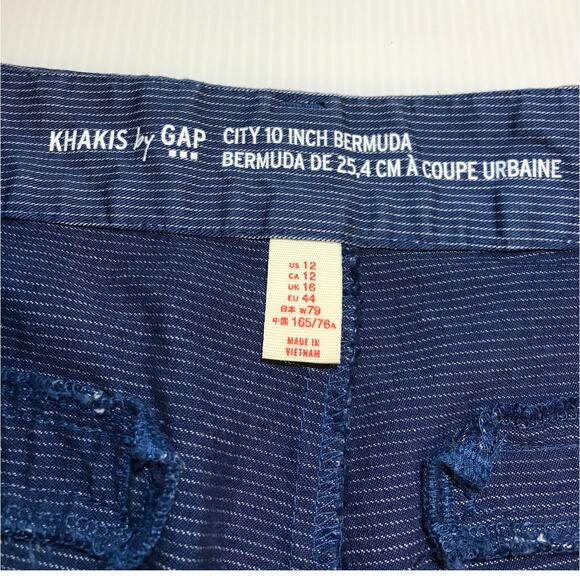 KHAKIS by GAP
CITY 10 INCH BERMUDA
BERMUDA DE 25,4 CM À COUPE URBAINE
US 12
CA 12
UK 16
EU 44
日本 W79
中国 165/76A
MADE IN
VIETNAM